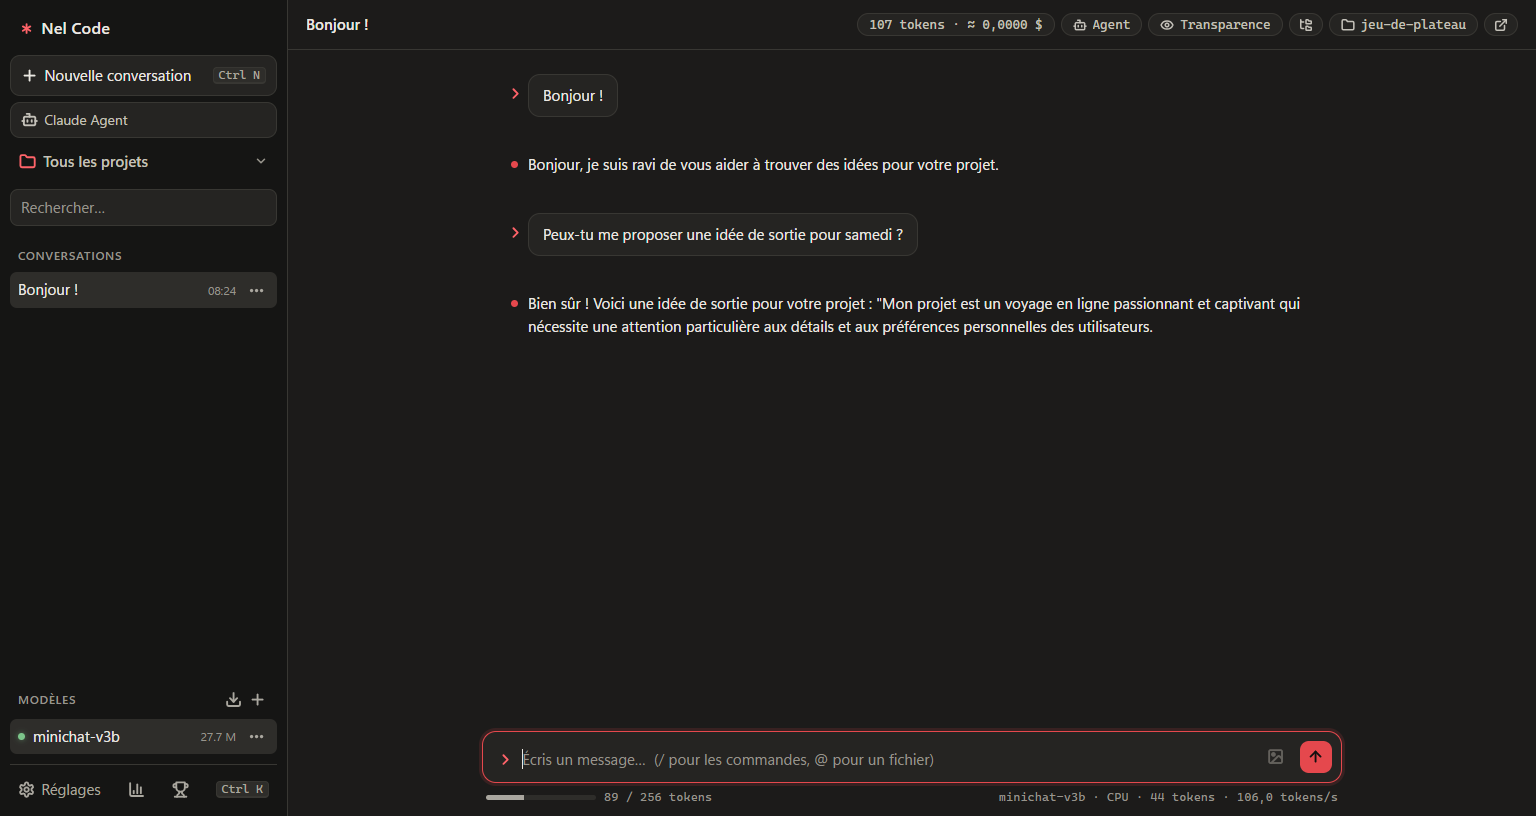 Nel Code
Nouvelle conversation Ctrl N
Claude Agent
Tous les projets
Rechercher...
CONVERSATIONS
Bonjour ! 08:24
MODÈLES
minichat-v3b 27.7 M
Réglages Ctrl K
Bonjour ! 107 tokens · ≈ 0,0000 $ Agent Transparence jeu-de-plateau
Bonjour !
Bonjour, je suis ravi de vous aider à trouver des idées pour votre projet.
Peux-tu me proposer une idée de sortie pour samedi ?
Bien sûr ! Voici une idée de sortie pour votre projet : "Mon projet est un voyage en ligne passionnant et captivant qui
nécessite une attention particulière aux détails et aux préférences personnelles des utilisateurs.
Écris un message... (/ pour les commandes, @ pour un fichier)
89 / 256 tokens minichat-v3b · CPU · 44 tokens · 106,0 tokens/s